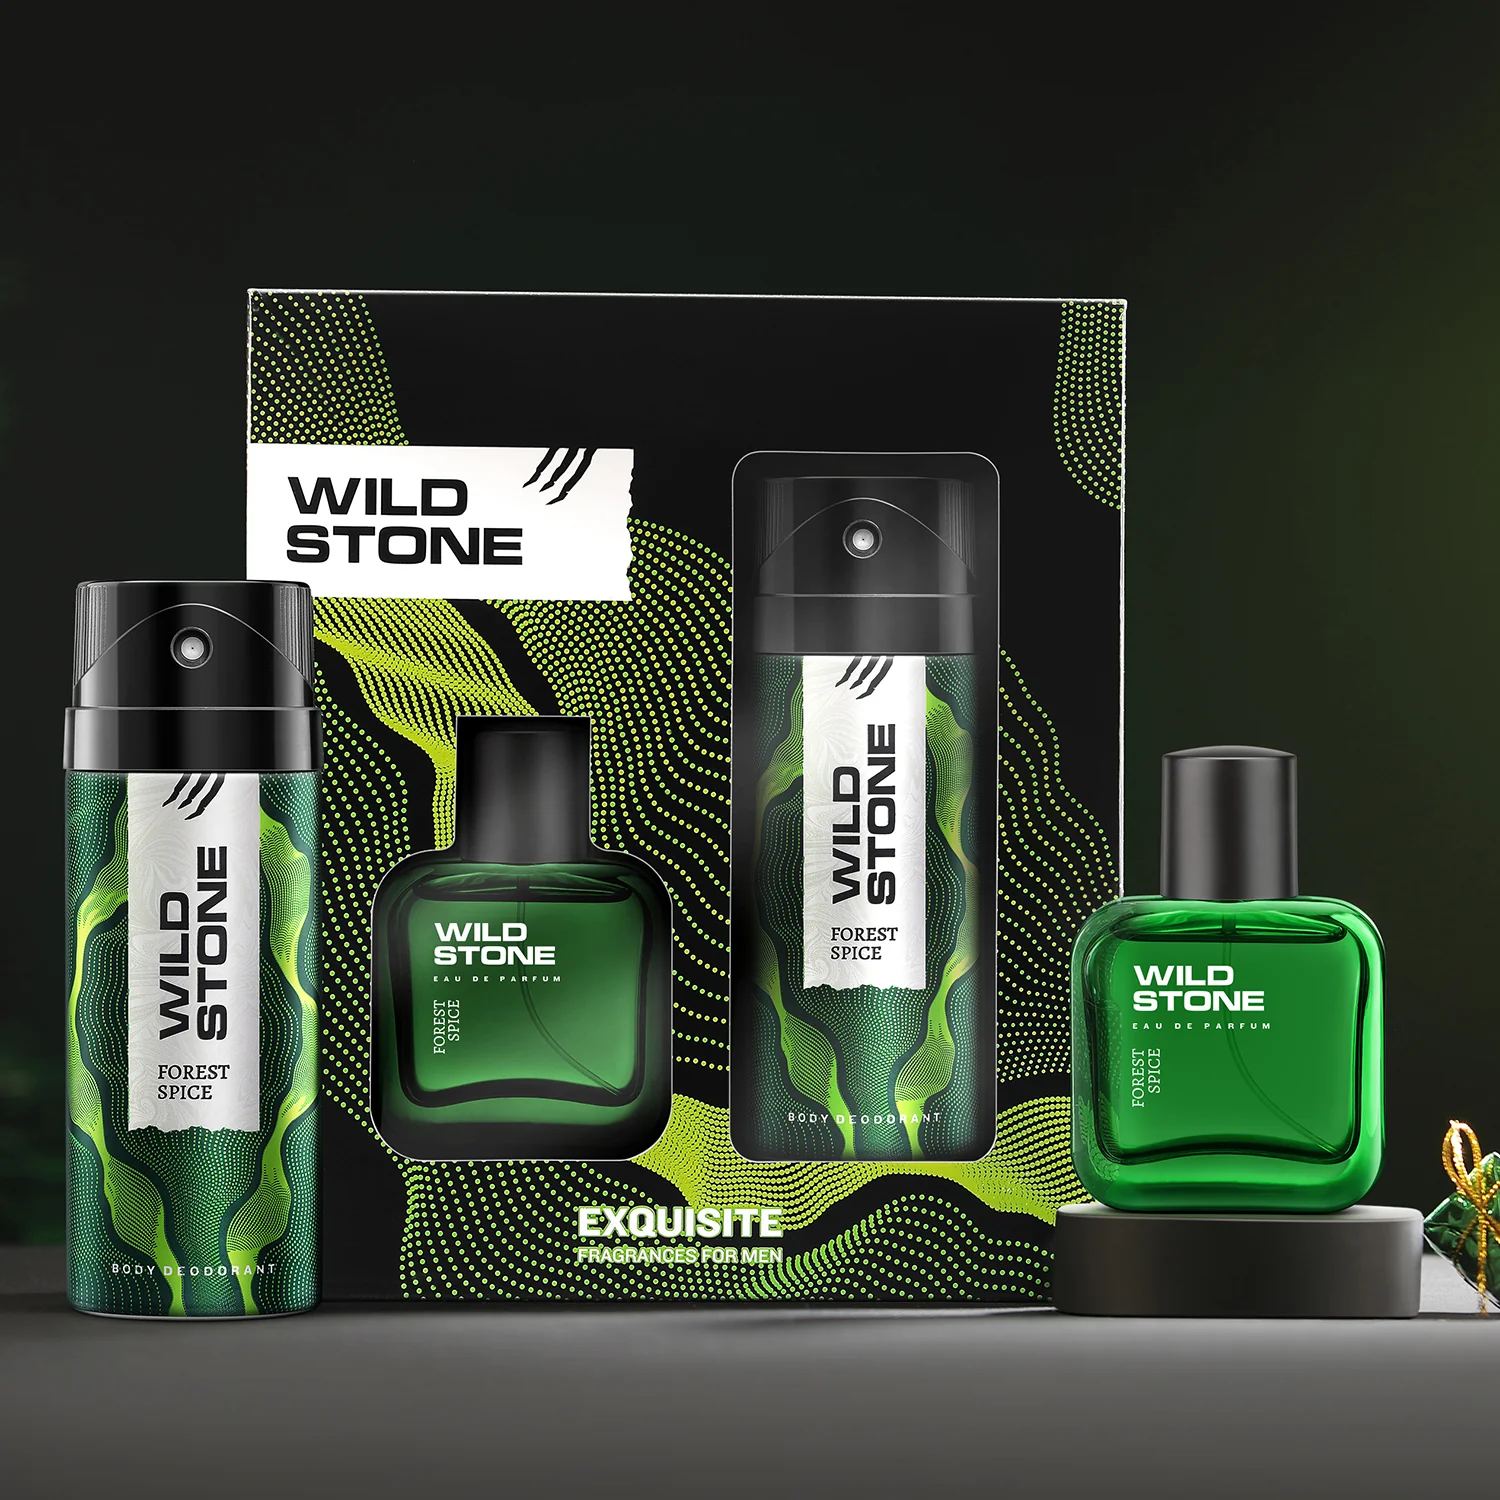 WILD
STONE
WILD
STONE
FOREST
SPICE
BODY DEODORANT
WILD
STONE
EAU DE PARFUM
FOREST
SPICE
WILD
STONE
FOREST
SPICE
BODY DEODORANT
EXQUISITE
FRAGRANCES FOR MEN
WILD
STONE
EAU DE PARFUM
FOREST
SPICE